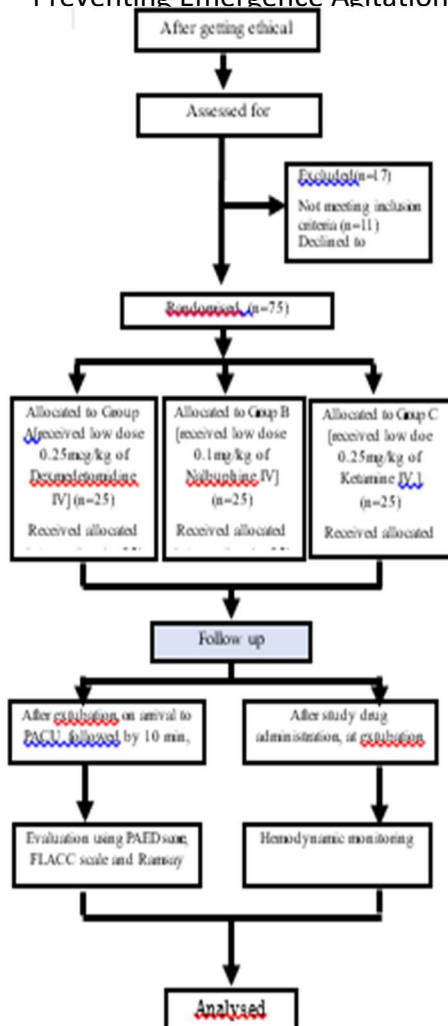 Preventing Emergence Agitation
After getting ethical
Assessed for
Excluded(n=17)
Not meeting inclusion
criteria (n=11)
Declined to
Randomised (n=75)
Allocated to Group
A[received low dose
0.25mcg/kg of
Dexmedetomidine
IV] (n=25)
Received allocated
Allocated to Goup B
[received low dose
0.1mg/kg of
Nalbuphine IV]
(n=25)
Received allocated
Allocated to Goup C
[received low doe
0.25mg/kg of
Ketamine IV ]
(n=25)
Received allocated
Follow up
After extubation, on arrival to
PACU, followed by 10 min,
After study drug
administration, at extubation
Evaluation using PAED score,
FLACC scale and Ramsay
Hemodynamic monitoring
Analysed